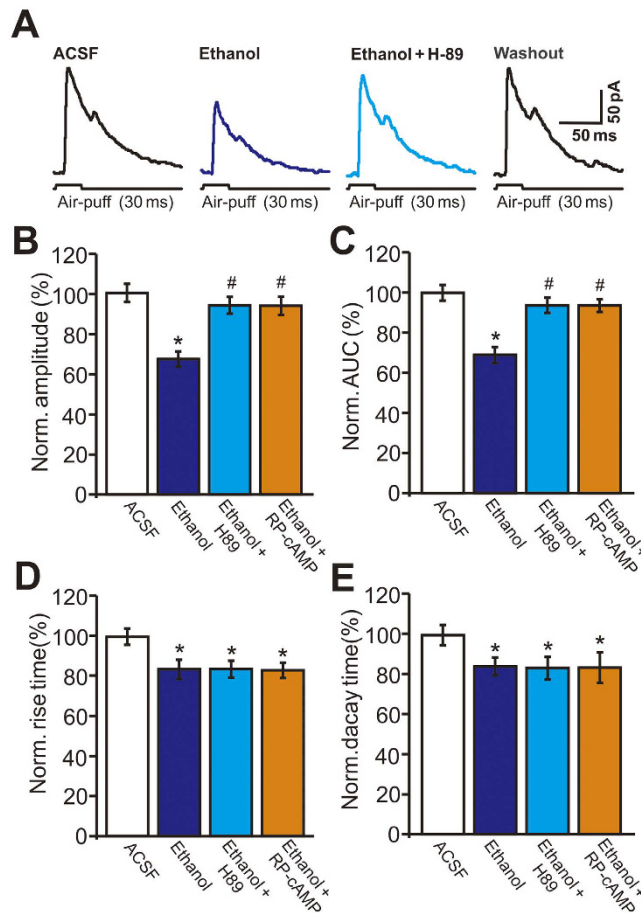 A
ACSF
Ethanol
Ethanol + H-89
Washout
50 pA
50 ms
Air-puff (30 ms)
Air-puff (30 ms)
Air-puff (30 ms)
Air-puff (30 ms)
B
Norm. amplitude (%)
120
100
80
60
40
20
0
*
#
#
ACSF
Ethanol
Ethanol +
H89
Ethanol +
RP-cAMP
C
Norm. AUC (%)
120
100
80
60
40
20
0
*
#
#
ACSF
Ethanol
Ethanol +
H89
Ethanol +
RP-cAMP
D
Norm. rise time(%)
120
100
80
60
40
20
0
*
*
*
ACSF
Ethanol
Ethanol +
H89
Ethanol +
RP-cAMP
E
Norm.dacay time(%)
120
100
80
60
40
20
0
*
*
*
ACSF
Ethanol
Ethanol +
H89
Ethanol +
RP-cAMP